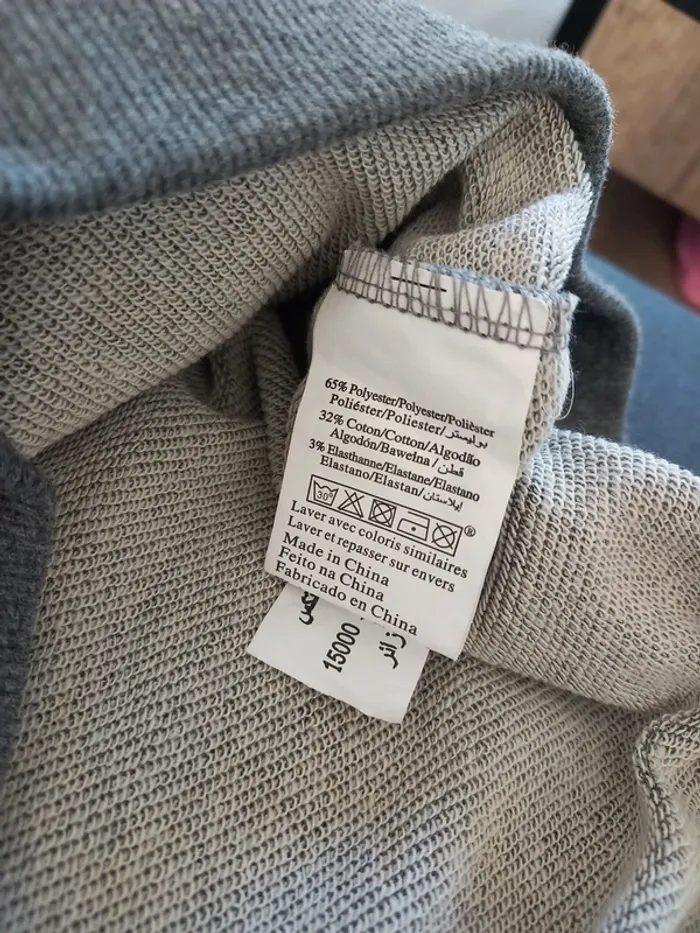 65% Polyester/Polyester/Polièster
Poliéster/Poliester/بوليستر
32% Coton/Cotton/Algodão
Algodón/Baweina/قطن
3% Elasthanne/Elastane/Elastano
Elastano/Elastan/إيلاستان
30° ®
Laver avec coloris similaires
Laver et repasser sur envers
Made in China
Feito na China
Fabricado en China
15000